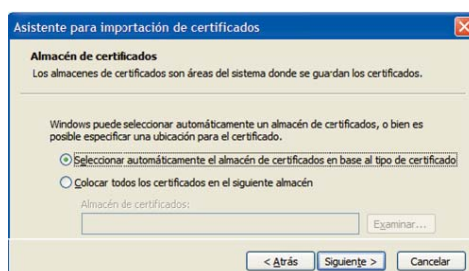 Asistente para importación de certificados
Almacén de certificados
Los almacenes de certificados son áreas del sistema donde se guardan los certificados.
Windows puede seleccionar automáticamente un almacén de certificados, o bien es
posible especificar una ubicación para el certificado.
Seleccionar automáticamente el almacén de certificados en base al tipo de certificado
Colocar todos los certificados en el siguiente almacén
Almacén de certificados:
Examinar...
< Atrás Siguiente > Cancelar